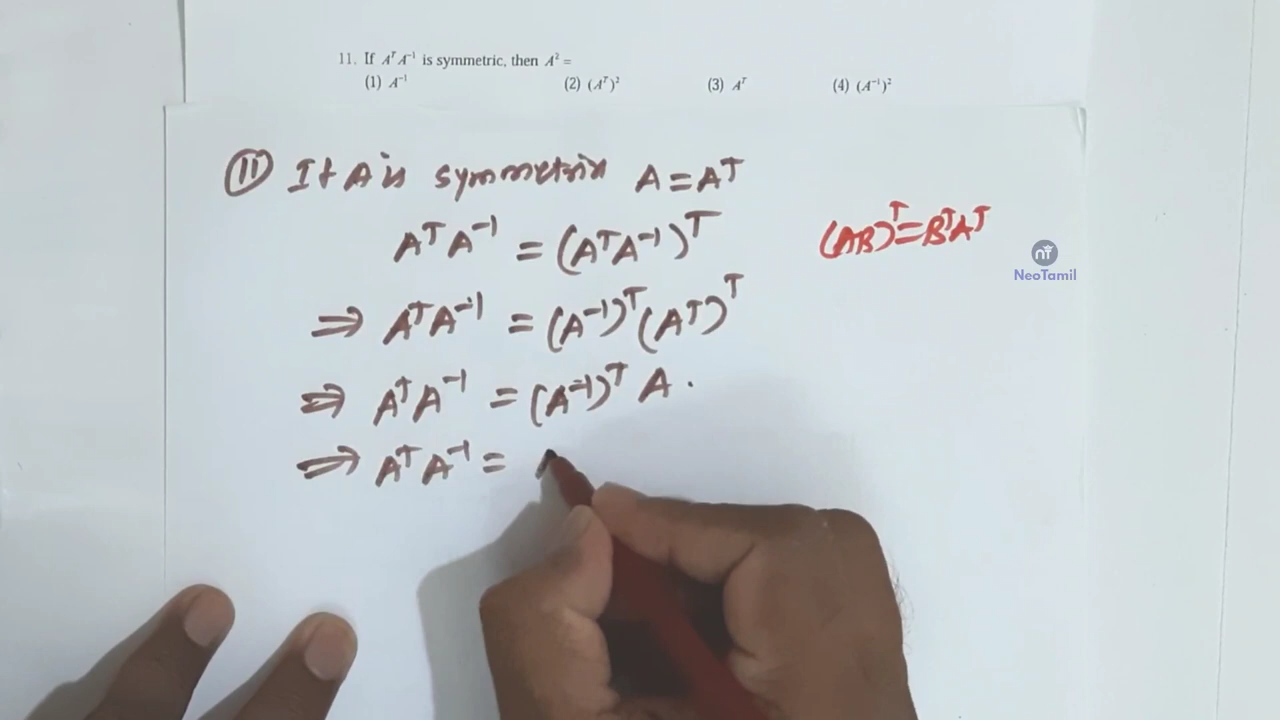 11. If AᵀA⁻¹ is symmetric, then A² =
(1) A⁻¹ (2) (Aᵀ)² (3) Aᵀ (4) (A⁻¹)²
⑪ If A is symmetrix A = Aᵀ
AᵀA⁻¹ = (AᵀA⁻¹)ᵀ
(AB)ᵀ = BᵀAᵀ
NT
NeoTamil
⇒ AᵀA⁻¹ = (A⁻¹)ᵀ(Aᵀ)ᵀ
⇒ AᵀA⁻¹ = (A⁻¹)ᵀ A.
⇒ AᵀA⁻¹ =